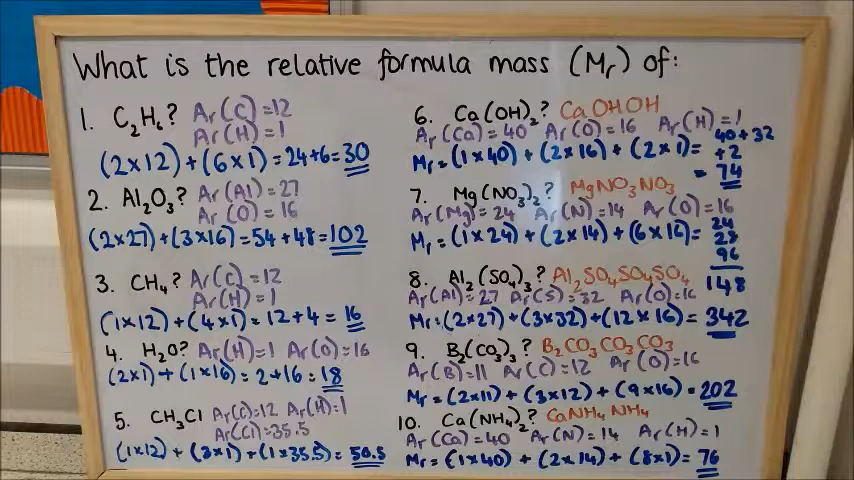 What is the relative formula mass (Mr) of:
1. C₂H₆? Ar(C)=12
Ar(H)=1
(2×12)+(6×1)=24+6=30
2. Al₂O₃? Ar(Al)=27
Ar(O)=16
(2×27)+(3×16)=54+48=102
3. CH₄? Ar(C)=12
Ar(H)=1
(1×12)+(4×1)=12+4=16
4. H₂O? Ar(H)=1 Ar(O)=16
(2×1)+(1×16)=2+16=18
5. CH₃Cl Ar(C)=12 Ar(H)=1
Ar(Cl)=35.5
(1×12)+(3×1)+(1×35.5)=50.5
6. Ca(OH)₂? CaOHOH
Ar(Ca)=40 Ar(O)=16 Ar(H)=1
Mr=(1×40)+(2×16)+(2×1)= 40+32
+2
=74
7. Mg(NO₃)₂? MgNO₃NO₃
Ar(Mg)=24 Ar(N)=14 Ar(O)=16
Mr=(1×24)+(2×14)+(6×16)= 24
28
96
148
8. Al₂(SO₄)₃? Al₂SO₄SO₄SO₄
Ar(Al)=27 Ar(S)=32 Ar(O)=16
Mr=(2×27)+(3×32)+(12×16)=342
9. B₂(CO₃)₃? B₂CO₃CO₃CO₃
Ar(B)=11 Ar(C)=12 Ar(O)=16
Mr=(2×11)+(3×12)+(9×16)=202
10. Ca(NH₄)₂? CaNH₄NH₄
Ar(Ca)=40 Ar(N)=14 Ar(H)=1
Mr=(1×40)+(2×14)+(8×1)=76